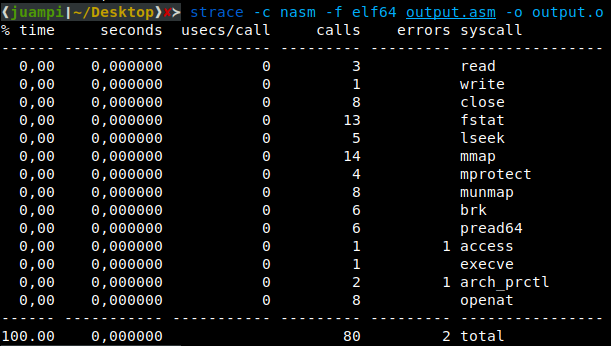 ❰juampi|~/Desktop❱✘≻ strace -c nasm -f elf64 output.asm -o output.o
% time     seconds  usecs/call     calls    errors syscall
------ ----------- ----------- --------- --------- ----------------
  0,00    0,000000           0         3           read
  0,00    0,000000           0         1           write
  0,00    0,000000           0         8           close
  0,00    0,000000           0        13           fstat
  0,00    0,000000           0         5           lseek
  0,00    0,000000           0        14           mmap
  0,00    0,000000           0         4           mprotect
  0,00    0,000000           0         8           munmap
  0,00    0,000000           0         6           brk
  0,00    0,000000           0         6           pread64
  0,00    0,000000           0         1         1 access
  0,00    0,000000           0         1           execve
  0,00    0,000000           0         2         1 arch_prctl
  0,00    0,000000           0         8           openat
------ ----------- ----------- --------- --------- ----------------
100.00    0,000000                    80         2 total